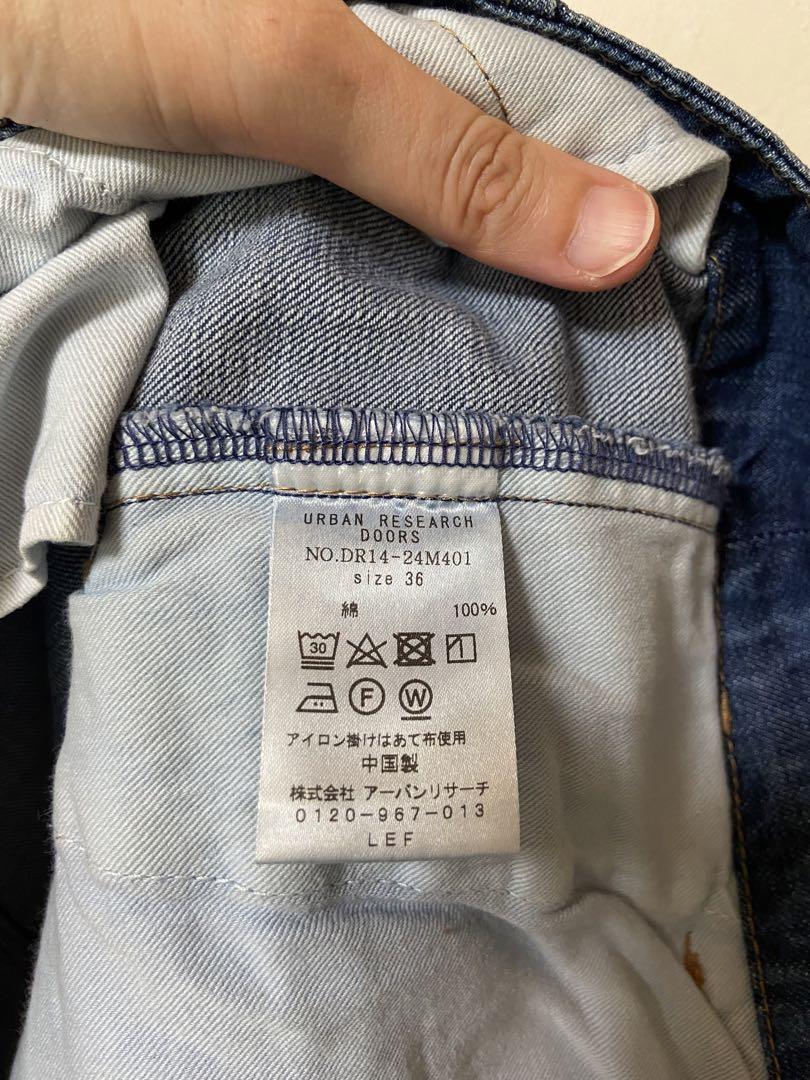 URBAN RESEARCH
DOORS
NO.DR14-24M401
size 36
綿 100%
30
F W
アイロン掛けはあて布使用
中国製
株式会社 アーバンリサーチ
0120-967-013
LEF